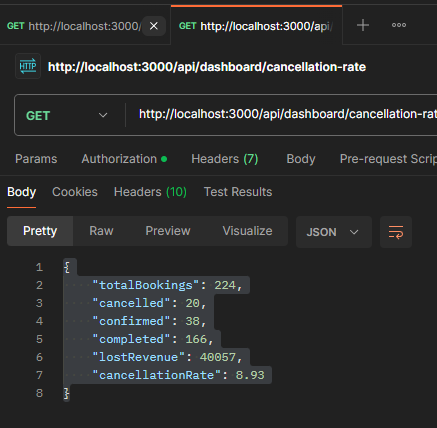 GET http://localhost:3000/
GET http://localhost:3000/api/
HTTP http://localhost:3000/api/dashboard/cancellation-rate
GET http://localhost:3000/api/dashboard/cancellation-rat
Params Authorization Headers (7) Body Pre-request Scrip
Body Cookies Headers (10) Test Results
Pretty Raw Preview Visualize JSON
1 {
2 "totalBookings": 224,
3 "cancelled": 20,
4 "confirmed": 38,
5 "completed": 166,
6 "lostRevenue": 40057,
7 "cancellationRate": 8.93
8 }